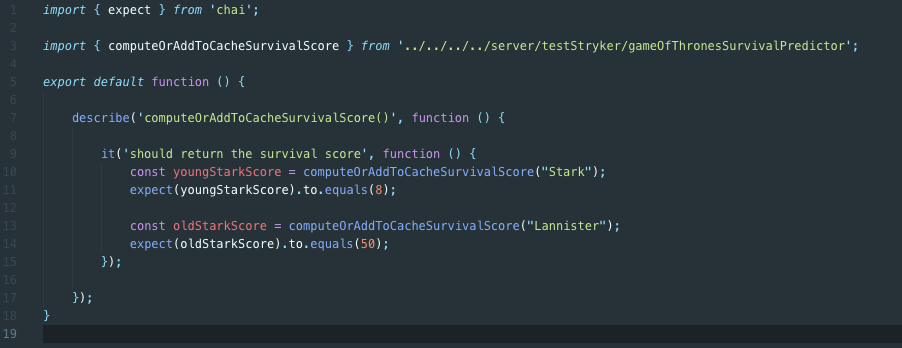 1 import { expect } from 'chai';
2
3 import { computeOrAddToCacheSurvivalScore } from '../../../../server/testStryker/gameOfThronesSurvivalPredictor';
4
5 export default function () {
6
7 describe('computeOrAddToCacheSurvivalScore()', function () {
8
9 it('should return the survival score', function () {
10 const youngStarkScore = computeOrAddToCacheSurvivalScore("Stark");
11 expect(youngStarkScore).to.equals(8);
12
13 const oldStarkScore = computeOrAddToCacheSurvivalScore("Lannister");
14 expect(oldStarkScore).to.equals(50);
15 });
16
17 });
18 }
19